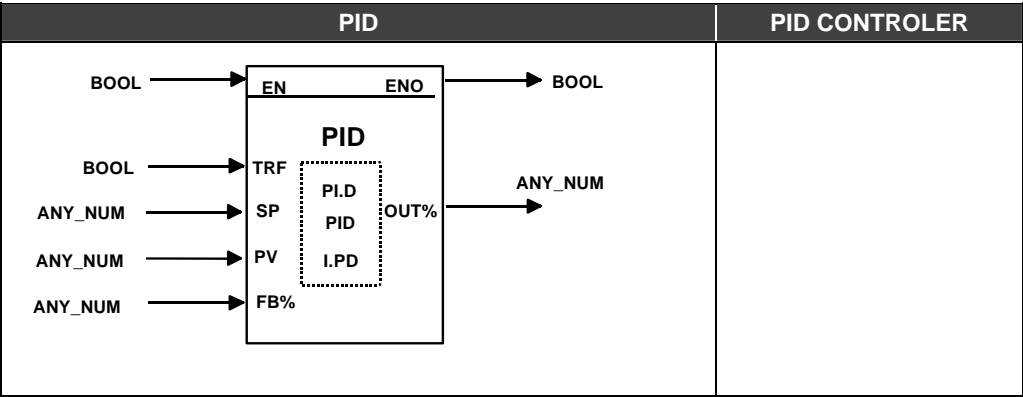 PID PID CONTROLER
BOOL EN ENO BOOL
PID
BOOL TRF
PI.D ANY_NUM
ANY_NUM SP OUT%
PID
ANY_NUM PV I.PD
ANY_NUM FB%